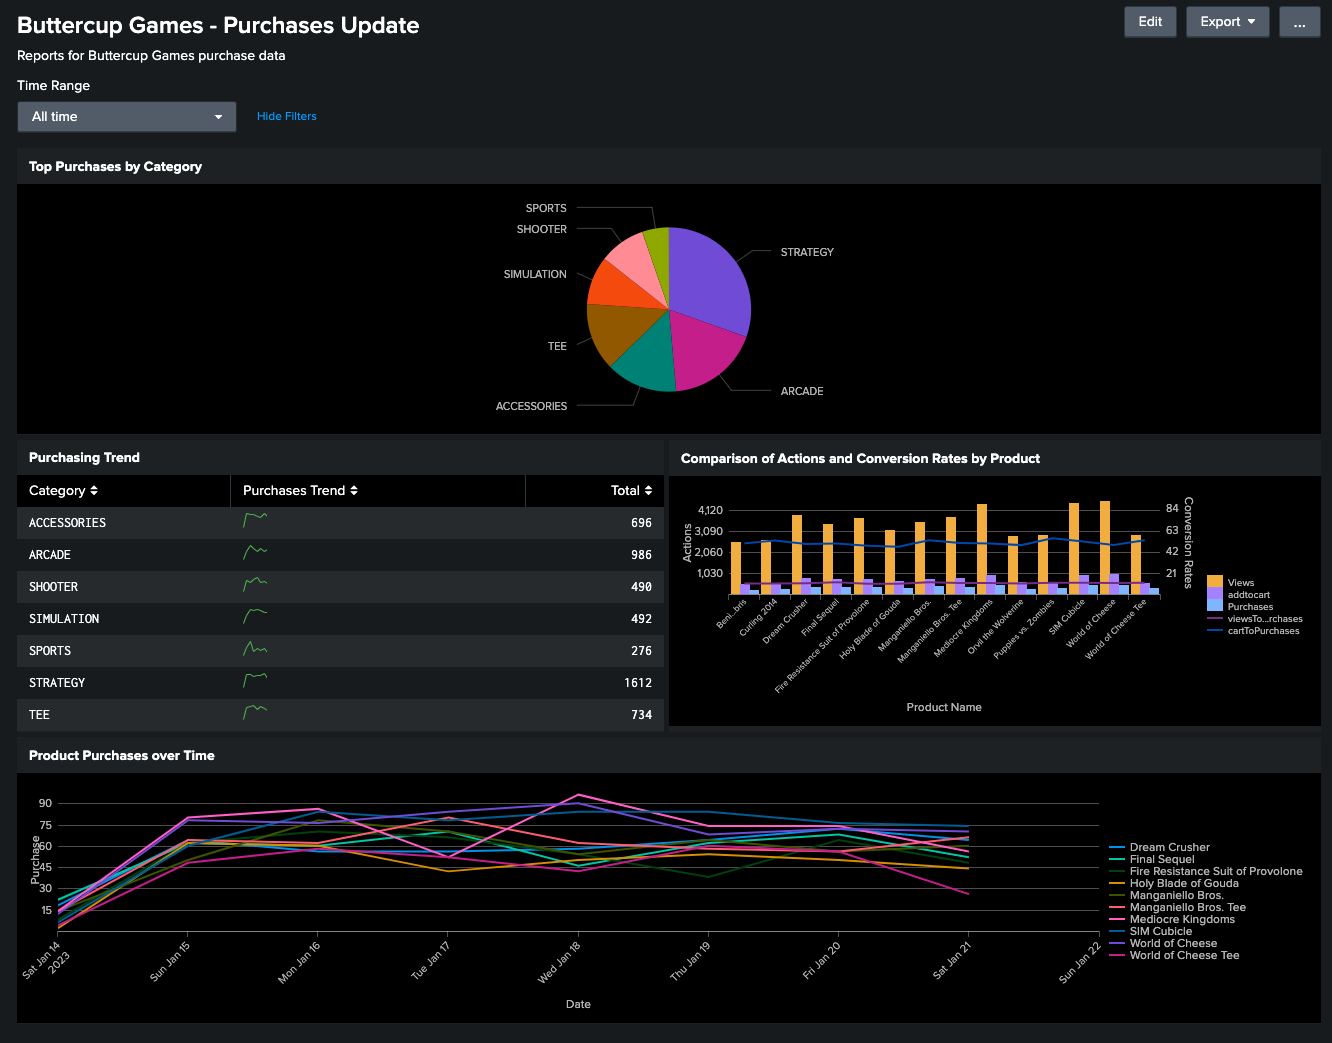 Buttercup Games - Purchases Update
Edit
Export
...
Reports for Buttercup Games purchase data
Time Range
All time
Hide Filters
Top Purchases by Category
SPORTS
SHOOTER
STRATEGY
SIMULATION
TEE
ARCADE
ACCESSORIES
Purchasing Trend
Category Purchases Trend Total
ACCESSORIES 696
ARCADE 986
SHOOTER 490
SIMULATION 492
SPORTS 276
STRATEGY 1612
TEE 734
Comparison of Actions and Conversion Rates by Product
Actions
4,120
3,090
2,060
1,030
84
63
42
21
Conversion Rates
Beni...bris
Curling 2014
Dream Crusher
Final Sequel
Fire Resistance Suit of Provolone
Holy Blade of Gouda
Manganiello Bros.
Manganiello Bros. Tee
Mediocre Kingdoms
Orvil the Wolverine
Puppies vs. Zombies
SIM Cubicle
World of Cheese
World of Cheese Tee
Product Name
Views
addtocart
Purchases
viewsTo...rchases
cartToPurchases
Product Purchases over Time
Purchase
90
75
60
45
30
15
Sat Jan 14
2023
Sun Jan 15
Mon Jan 16
Tue Jan 17
Wed Jan 18
Thu Jan 19
Fri Jan 20
Sat Jan 21
Sun Jan 22
Date
Dream Crusher
Final Sequel
Fire Resistance Suit of Provolone
Holy Blade of Gouda
Manganiello Bros.
Manganiello Bros. Tee
Mediocre Kingdoms
SIM Cubicle
World of Cheese
World of Cheese Tee